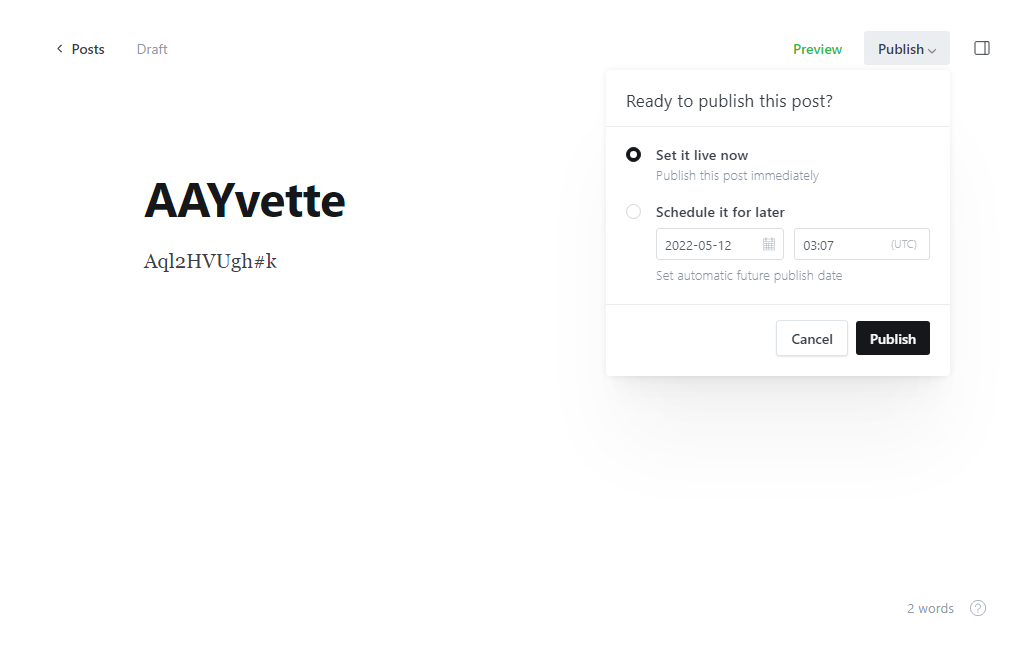 Posts Draft Preview Publish
Ready to publish this post?
Set it live now
Publish this post immediately
AAYvette
Aql2HVUgh#k
Schedule it for later
2022-05-12 03:07 (UTC)
Set automatic future publish date
Cancel Publish
2 words ?